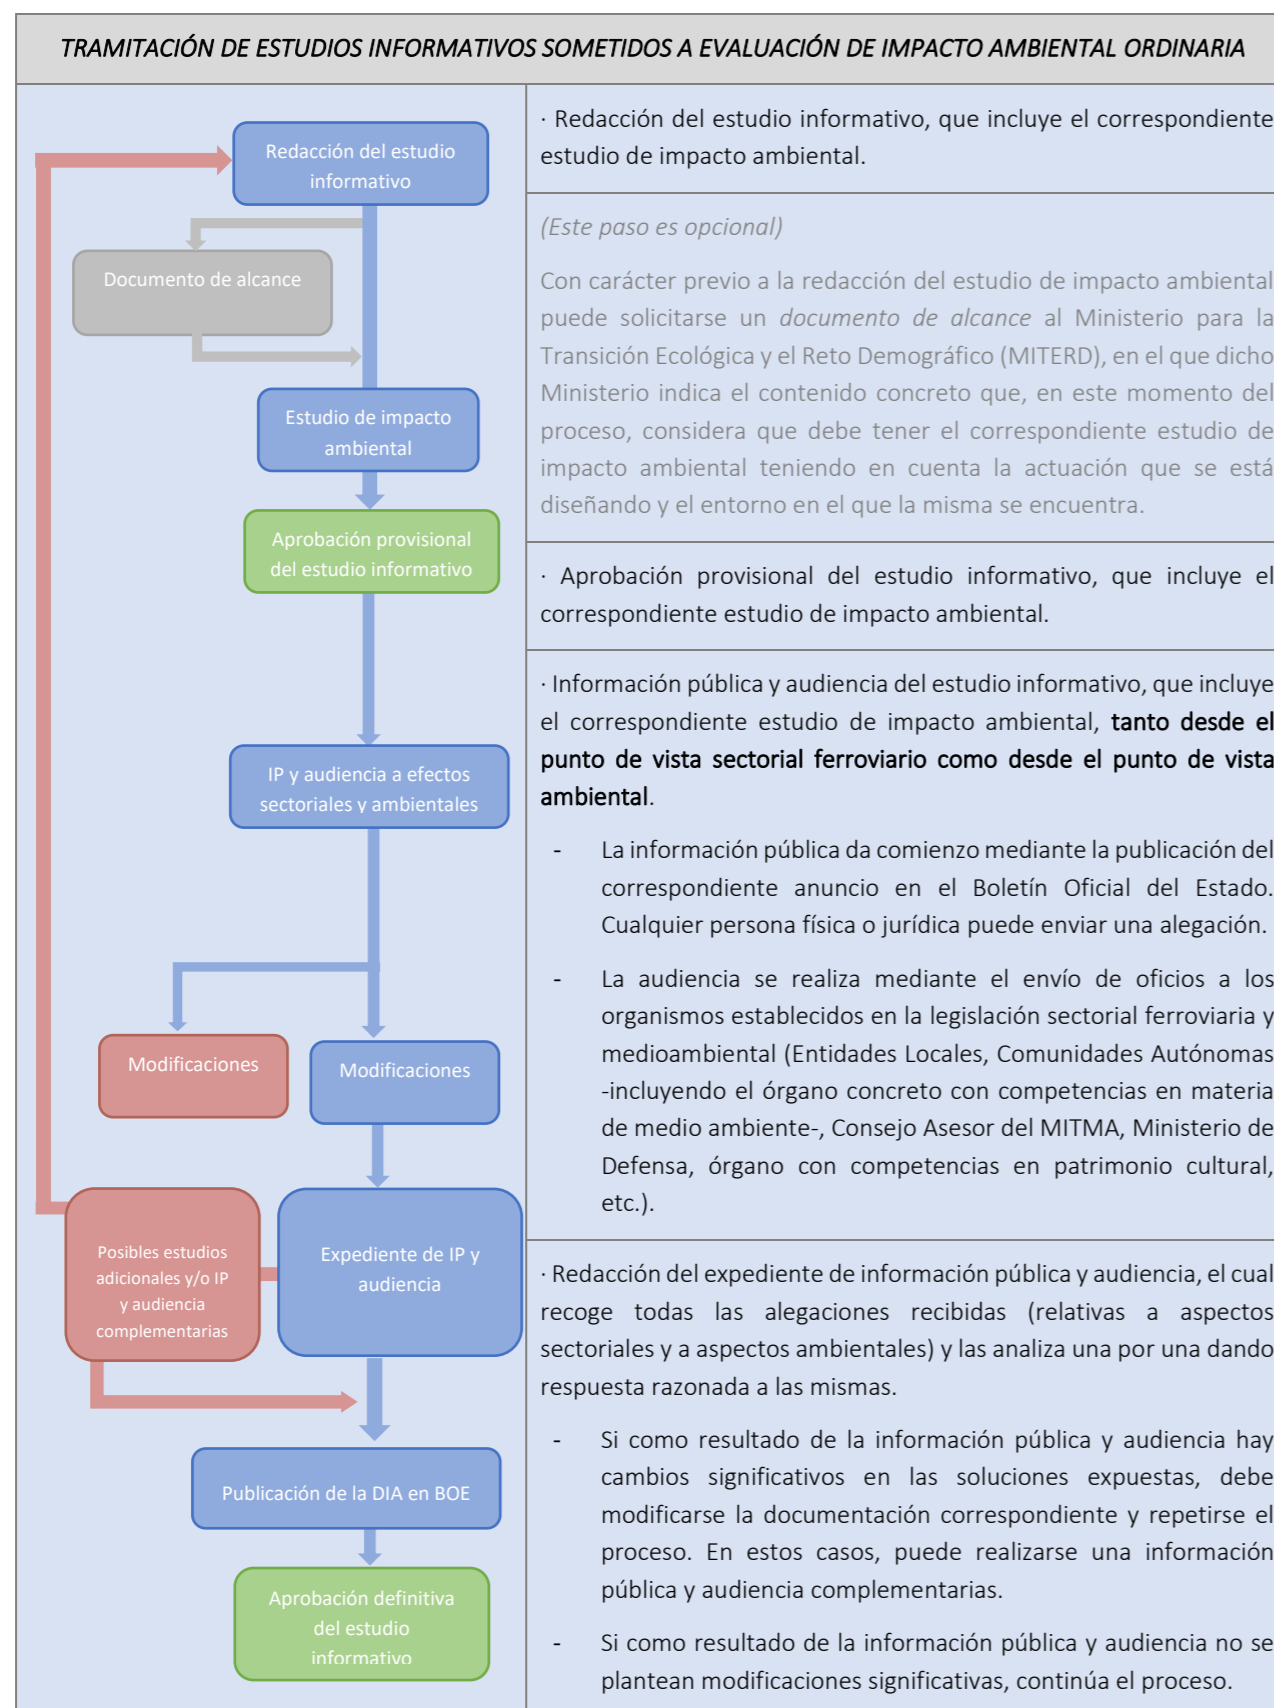 TRAMITACIÓN DE ESTUDIOS INFORMATIVOS SOMETIDOS A EVALUACIÓN DE IMPACTO AMBIENTAL ORDINARIA
Redacción del estudio
informativo
Documento de alcance
Estudio de impacto
ambiental
Aprobación provisional
del estudio informativo
IP y audiencia a efectos
sectoriales y ambientales
Modificaciones
Modificaciones
Posibles estudios
adicionales y/o IP
y audiencia
complementarias
Expediente de IP y
audiencia
Publicación de la DIA en BOE
Aprobación definitiva
del estudio
informativo
· Redacción del estudio informativo, que incluye el correspondiente
estudio de impacto ambiental.
(Este paso es opcional)
Con carácter previo a la redacción del estudio de impacto ambiental
puede solicitarse un documento de alcance al Ministerio para la
Transición Ecológica y el Reto Demográfico (MITERD), en el que dicho
Ministerio indica el contenido concreto que, en este momento del
proceso, considera que debe tener el correspondiente estudio de
impacto ambiental teniendo en cuenta la actuación que se está
diseñando y el entorno en el que la misma se encuentra.
· Aprobación provisional del estudio informativo, que incluye el
correspondiente estudio de impacto ambiental.
· Información pública y audiencia del estudio informativo, que incluye
el correspondiente estudio de impacto ambiental, tanto desde el
punto de vista sectorial ferroviario como desde el punto de vista
ambiental.
- La información pública da comienzo mediante la publicación del
correspondiente anuncio en el Boletín Oficial del Estado.
Cualquier persona física o jurídica puede enviar una alegación.
- La audiencia se realiza mediante el envío de oficios a los
organismos establecidos en la legislación sectorial ferroviaria y
medioambiental (Entidades Locales, Comunidades Autónomas
-incluyendo el órgano concreto con competencias en materia
de medio ambiente-, Consejo Asesor del MITMA, Ministerio de
Defensa, órgano con competencias en patrimonio cultural,
etc.).
· Redacción del expediente de información pública y audiencia, el cual
recoge todas las alegaciones recibidas (relativas a aspectos
sectoriales y a aspectos ambientales) y las analiza una por una dando
respuesta razonada a las mismas.
- Si como resultado de la información pública y audiencia hay
cambios significativos en las soluciones expuestas, debe
modificarse la documentación correspondiente y repetirse el
proceso. En estos casos, puede realizarse una información
pública y audiencia complementarias.
- Si como resultado de la información pública y audiencia no se
plantean modificaciones significativas, continúa el proceso.